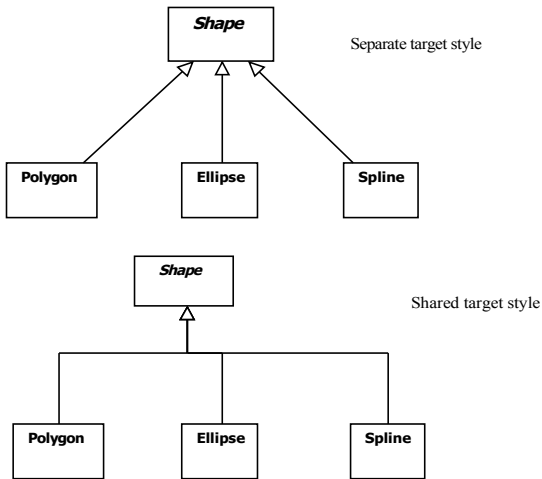 Shape
Separate target style
Polygon
Ellipse
Spline
Shape
Shared target style
Polygon
Ellipse
Spline